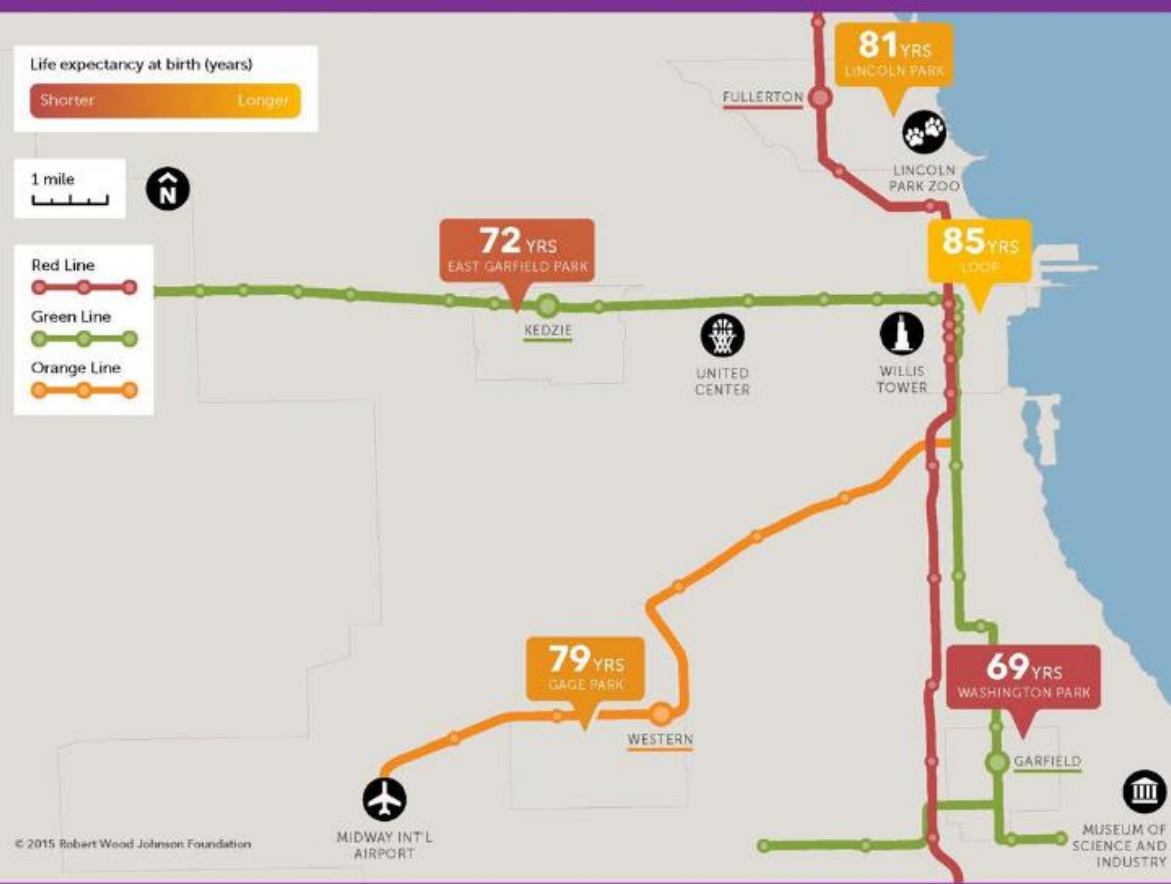 Life expectancy at birth (years)
Shorter
Longer
1 mile
N
Red Line
Green Line
Orange Line
81 YRS
LINCOLN PARK
FULLERTON
LINCOLN
PARK ZOO
72 YRS
EAST GARFIELD PARK
KEDZIE
85 YRS
LOOP
UNITED
CENTER
WILLIS
TOWER
79 YRS
GAGE PARK
WESTERN
69 YRS
WASHINGTON PARK
GARFIELD
MIDWAY INT'L
AIRPORT
MUSEUM OF
SCIENCE AND
INDUSTRY
© 2015 Robert Wood Johnson Foundation